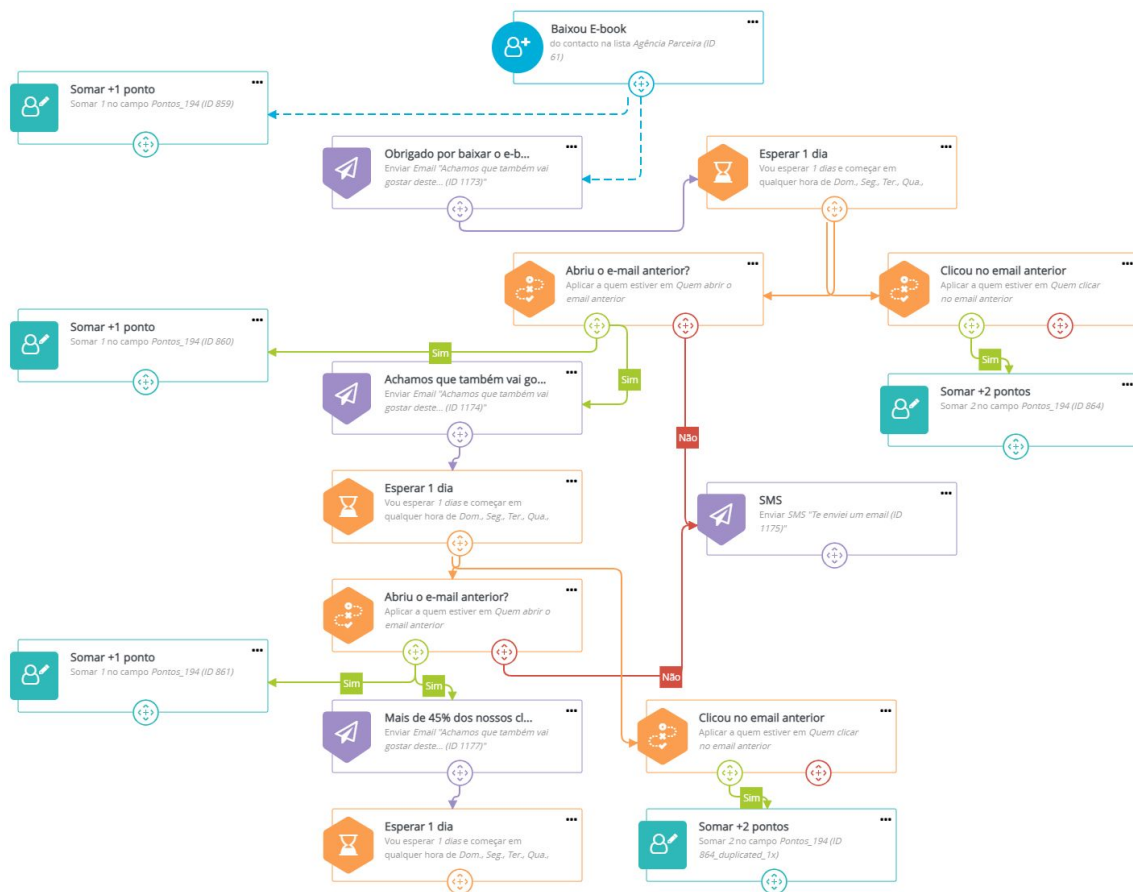 Baixou E-book
do contacto na lista Agência Parceira (ID
61)
Somar +1 ponto
Somar 1 no campo Pontos_194 (ID 859)
Obrigado por baixar o e-b...
Enviar Email "Achamos que também vai
gostar deste... (ID 1173)"
Esperar 1 dia
Vou esperar 1 dias e começar em
qualquer hora de Dom., Seg., Ter., Qua.,
Abriu o e-mail anterior?
Aplicar a quem estiver em Quem abrir o
email anterior
Clicou no email anterior
Aplicar a quem estiver em Quem clicar
no email anterior
Somar +1 ponto
Somar 1 no campo Pontos_194 (ID 860)
Sim
Sim
Sim
Achamos que também vai go...
Enviar Email "Achamos que também vai
gostar deste... (ID 1174)"
Somar +2 pontos
Somar 2 no campo Pontos_194 (ID 864)
Não
Esperar 1 dia
Vou esperar 1 dias e começar em
qualquer hora de Dom., Seg., Ter., Qua.,
SMS
Enviar SMS "Te enviei um email (ID
1175)"
Abriu o e-mail anterior?
Aplicar a quem estiver em Quem abrir o
email anterior
Somar +1 ponto
Somar 1 no campo Pontos_194 (ID 861)
Sim
Sim
Não
Mais de 45% dos nossos cl...
Enviar Email "Achamos que também vai
gostar deste... (ID 1177)"
Clicou no email anterior
Aplicar a quem estiver em Quem clicar
no email anterior
Sim
Esperar 1 dia
Vou esperar 1 dias e começar em
qualquer hora de Dom., Seg., Ter., Qua.,
Somar +2 pontos
Somar 2 no campo Pontos_194 (ID
864_duplicated_1x)